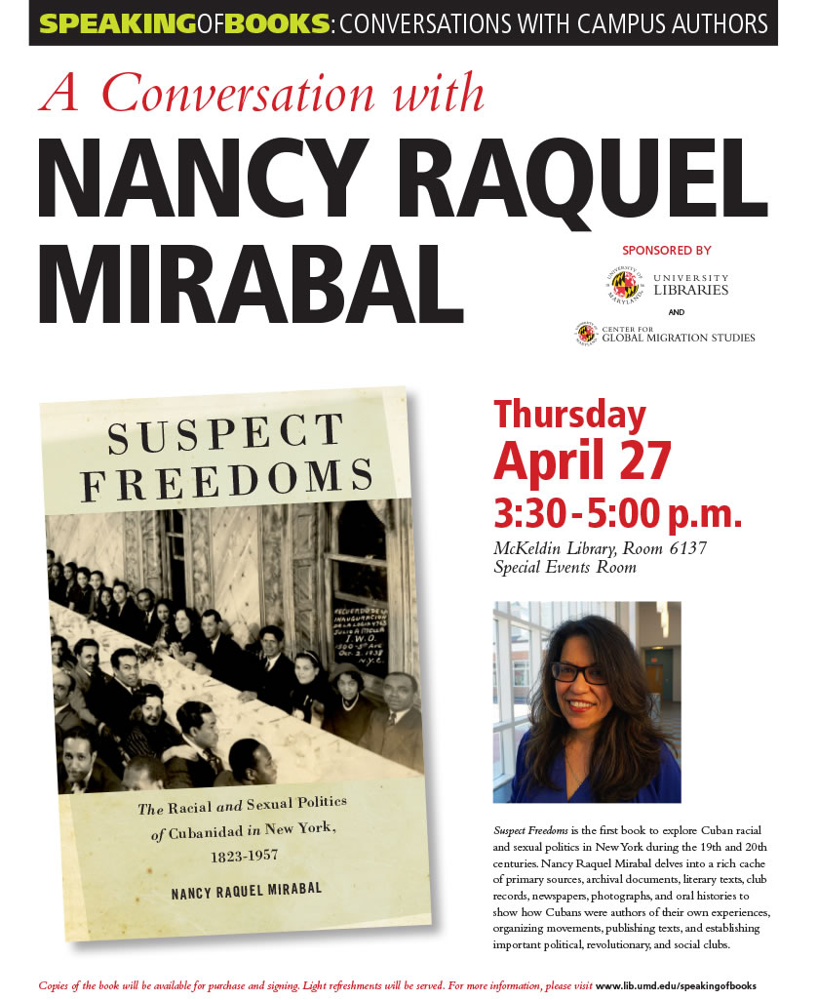 SPEAKINGOFBOOKS: CONVERSATIONS WITH CAMPUS AUTHORS
A Conversation with
NANCY RAQUEL
MIRABAL
SPONSORED BY
UNIVERSITY OF
MARYLAND
UNIVERSITY
LIBRARIES
AND
CENTER FOR
GLOBAL MIGRATION STUDIES
SUSPECT
FREEDOMS
RECUERDO DE LA
INAUGURACION
DE LA LOGIA 4763
JULIO A. MELLA
I.W.O.
1500-5th AVE
OCT. 2. 1938
N.Y.C.
The Racial and Sexual Politics
of Cubanidad in New York,
1823-1957
NANCY RAQUEL MIRABAL
Thursday
April 27
3:30-5:00 p.m.
McKeldin Library, Room 6137
Special Events Room
Suspect Freedoms is the first book to explore Cuban racial
and sexual politics in New York during the 19th and 20th
centuries. Nancy Raquel Mirabal delves into a rich cache
of primary sources, archival documents, literary texts, club
records, newspapers, photographs, and oral histories to
show how Cubans were authors of their own experiences,
organizing movements, publishing texts, and establishing
important political, revolutionary, and social clubs.
Copies of the book will be available for purchase and signing. Light refreshments will be served. For more information, please visit www.lib.umd.edu/speakingofbooks